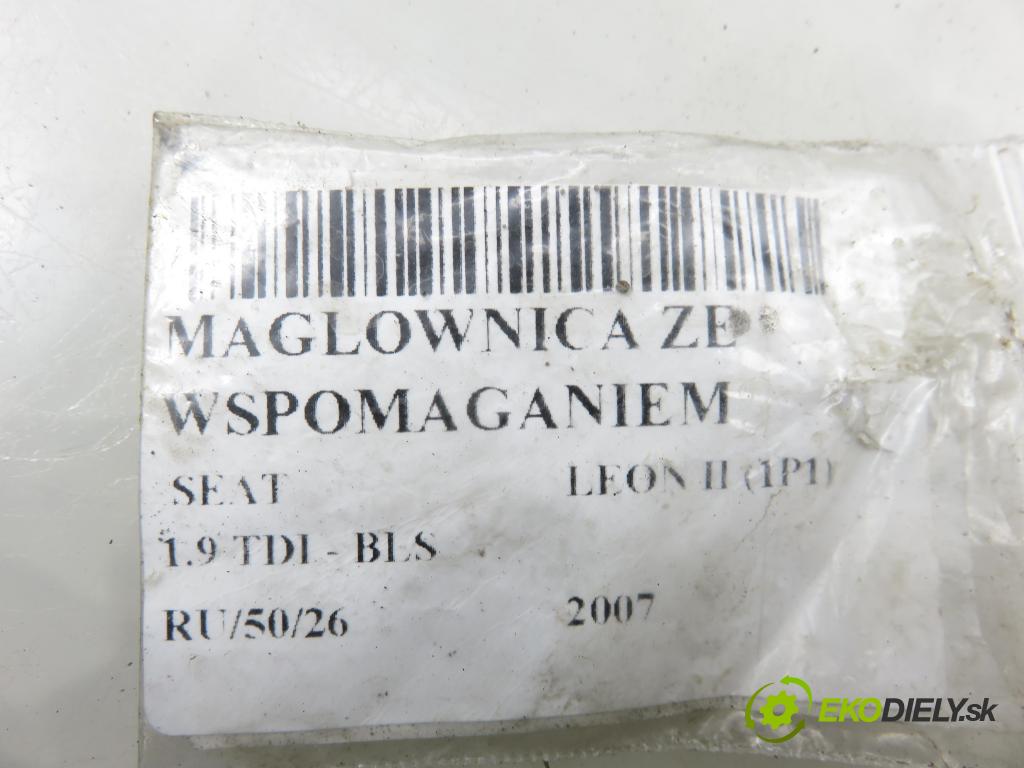 MAGLOWNICA ZE
WSPOMAGANIEM
SEAT LEON II (1P1)
1.9 TDI - BLS
RU/50/26 2007
EKODIELY.sk